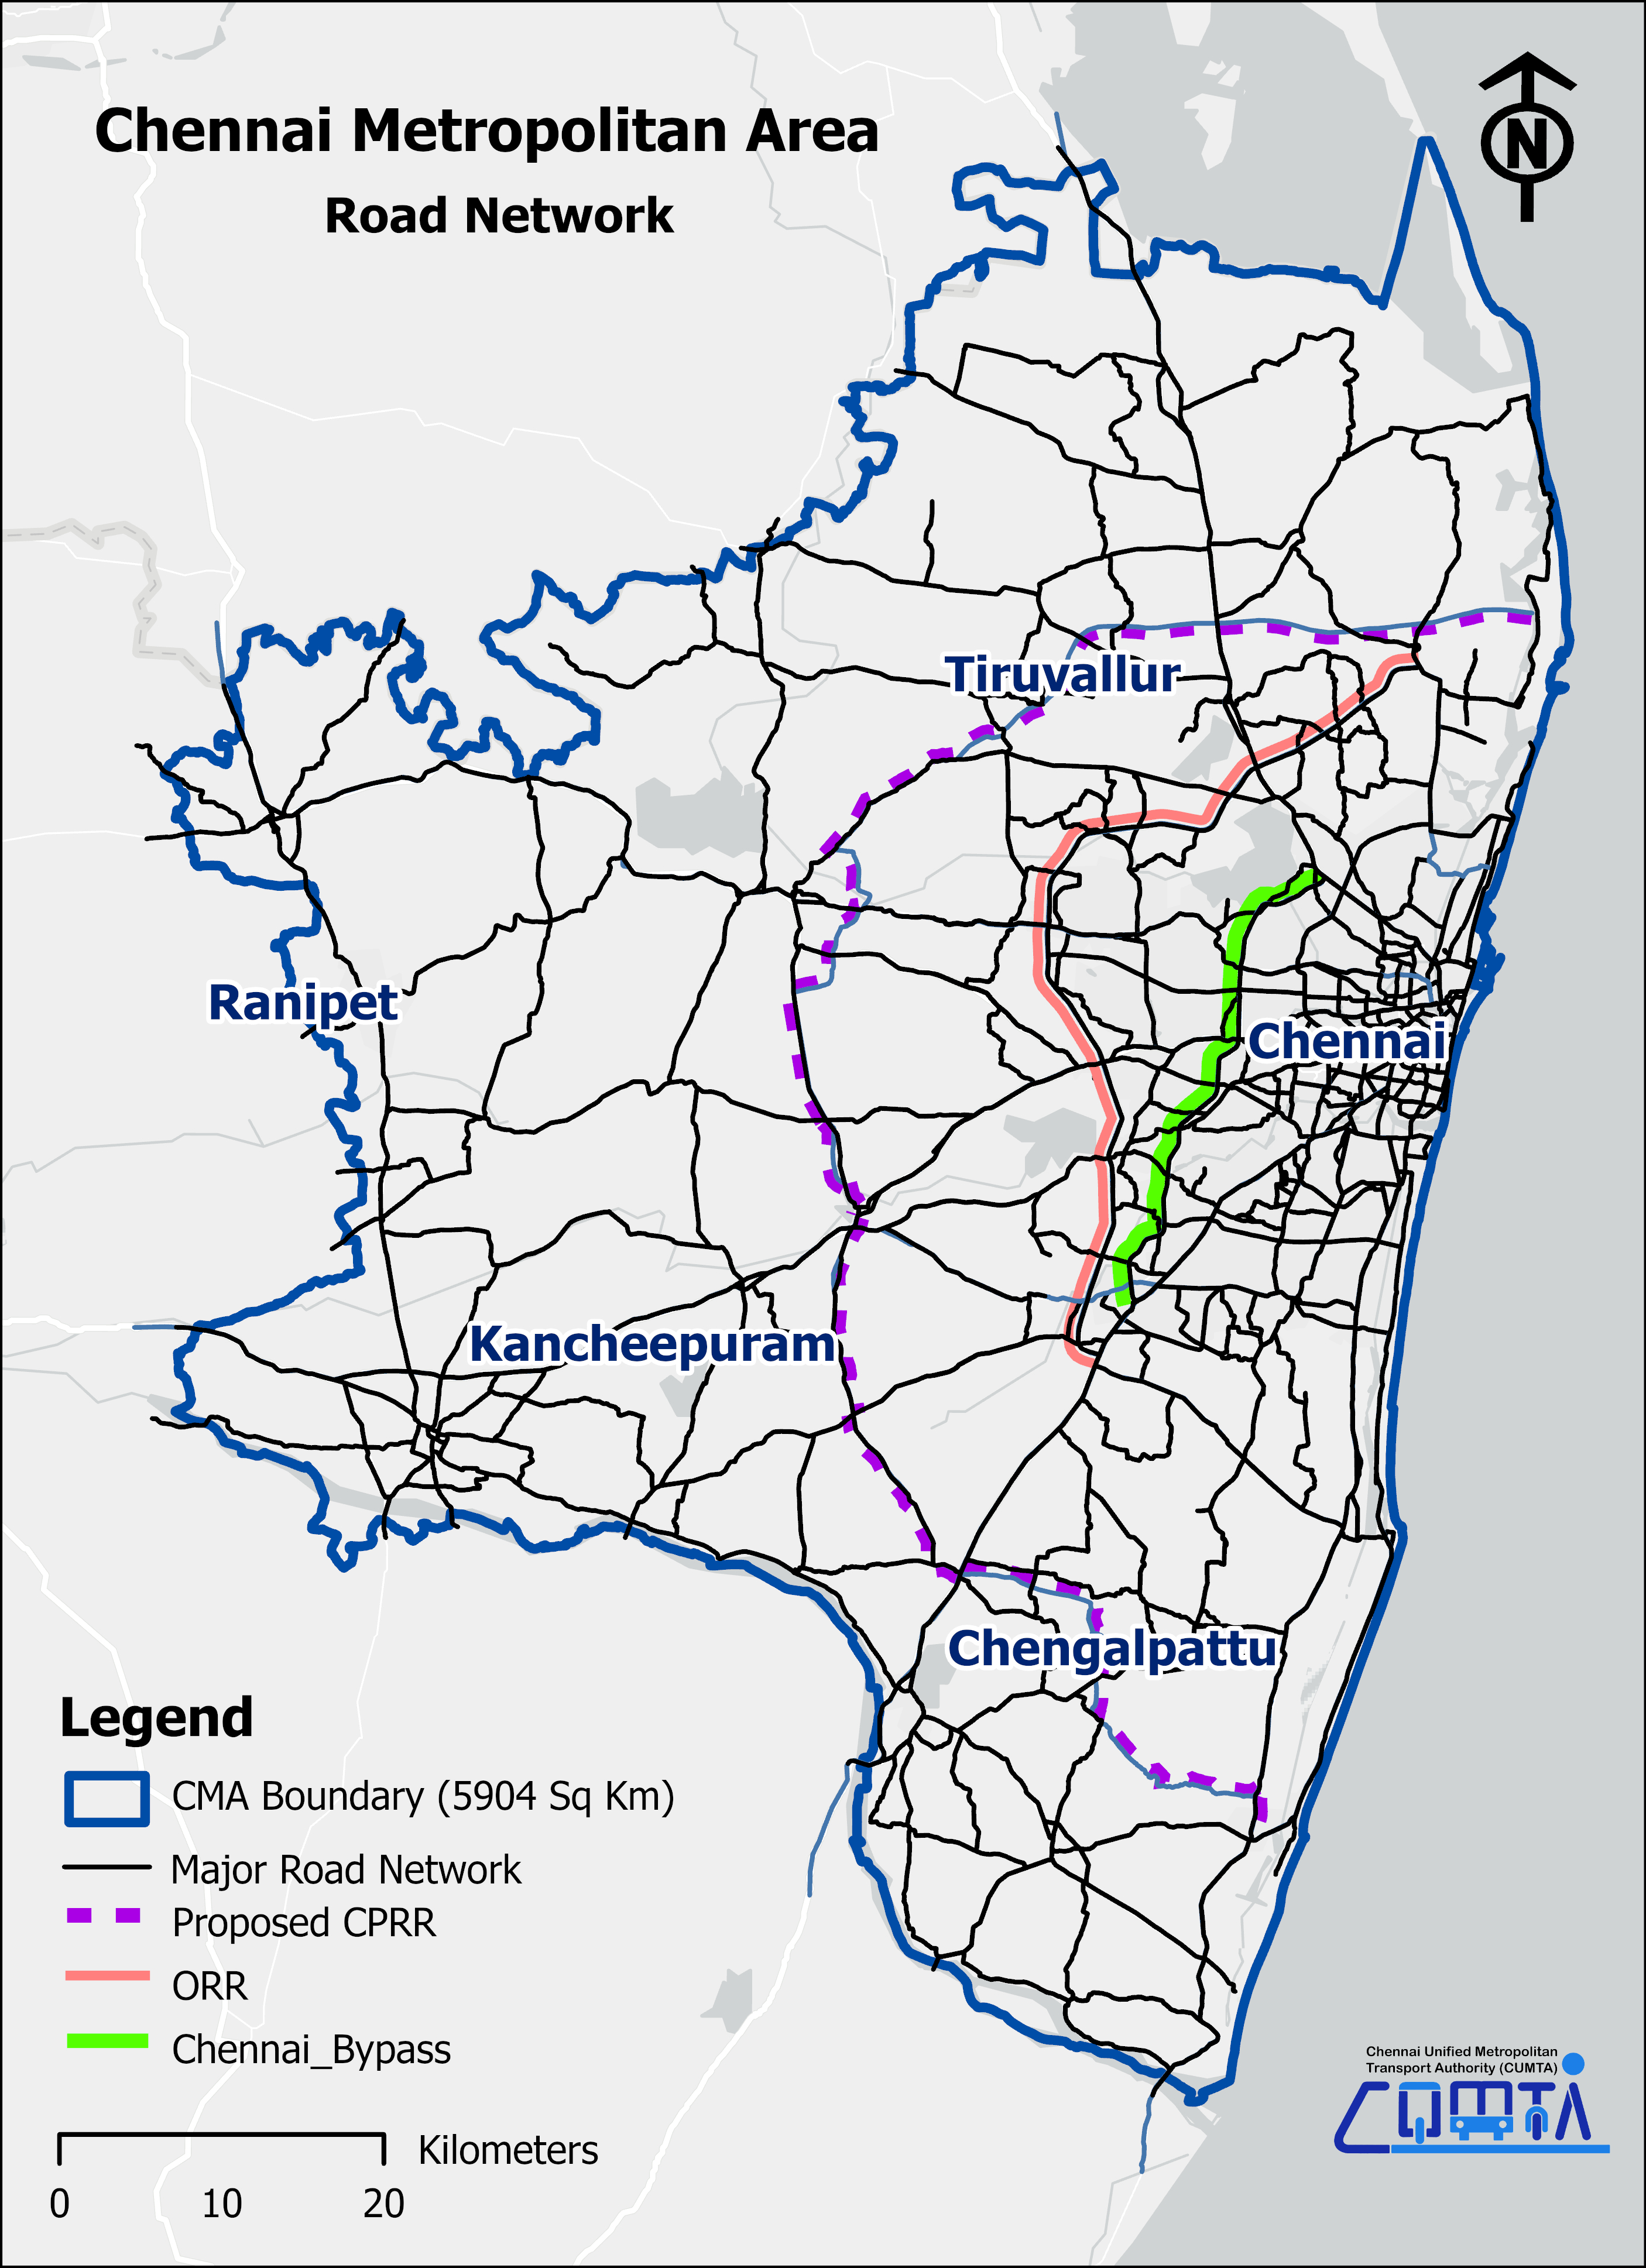 Chennai Metropolitan Area
Road Network
N
Tiruvallur
Ranipet
Chennai
Kancheepuram
Chengalpattu
Legend
CMA Boundary (5904 Sq Km)
Major Road Network
Proposed CPRR
ORR
Chennai_Bypass
Kilometers
0 10 20
Chennai Unified Metropolitan
Transport Authority (CUMTA)
CUMTA